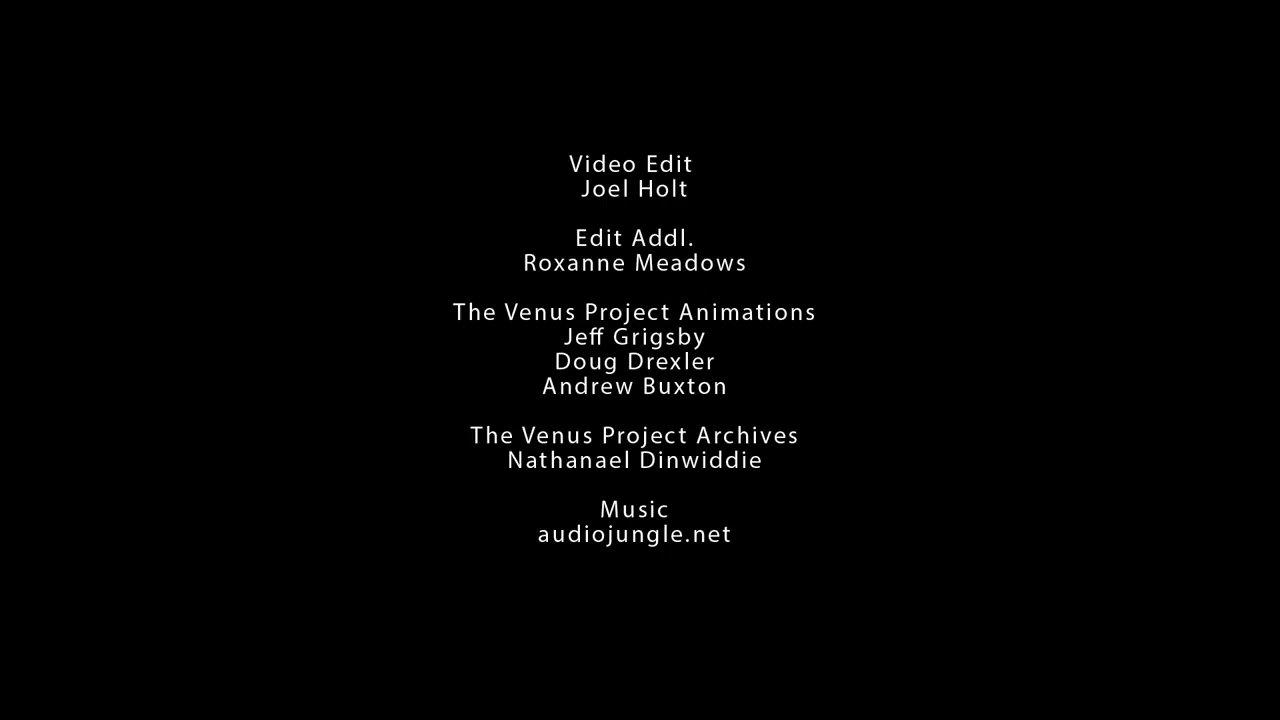 Video Edit
Joel Holt
Edit Addl.
Roxanne Meadows
The Venus Project Animations
Jeff Grigsby
Doug Drexler
Andrew Buxton
The Venus Project Archives
Nathanael Dinwiddie
Music
audiojungle.net